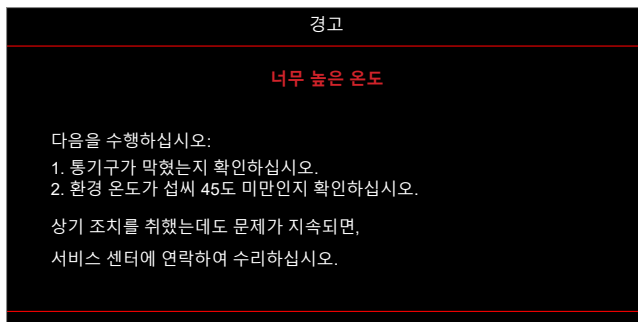 경고
너무 높은 온도
다음을 수행하십시오:
1. 통기구가 막혔는지 확인하십시오.
2. 환경 온도가 섭씨 45도 미만인지 확인하십시오.
상기 조치를 취했는데도 문제가 지속되면,
서비스 센터에 연락하여 수리하십시오.